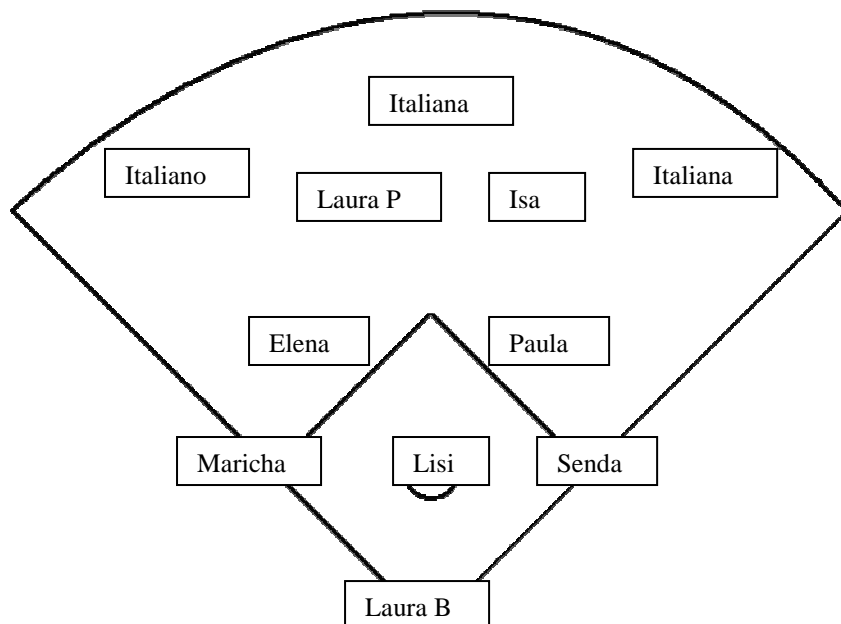 Italiana
Italiano
Italiana
Laura P
Isa
Elena
Paula
Maricha
Lisi
Senda
Laura B